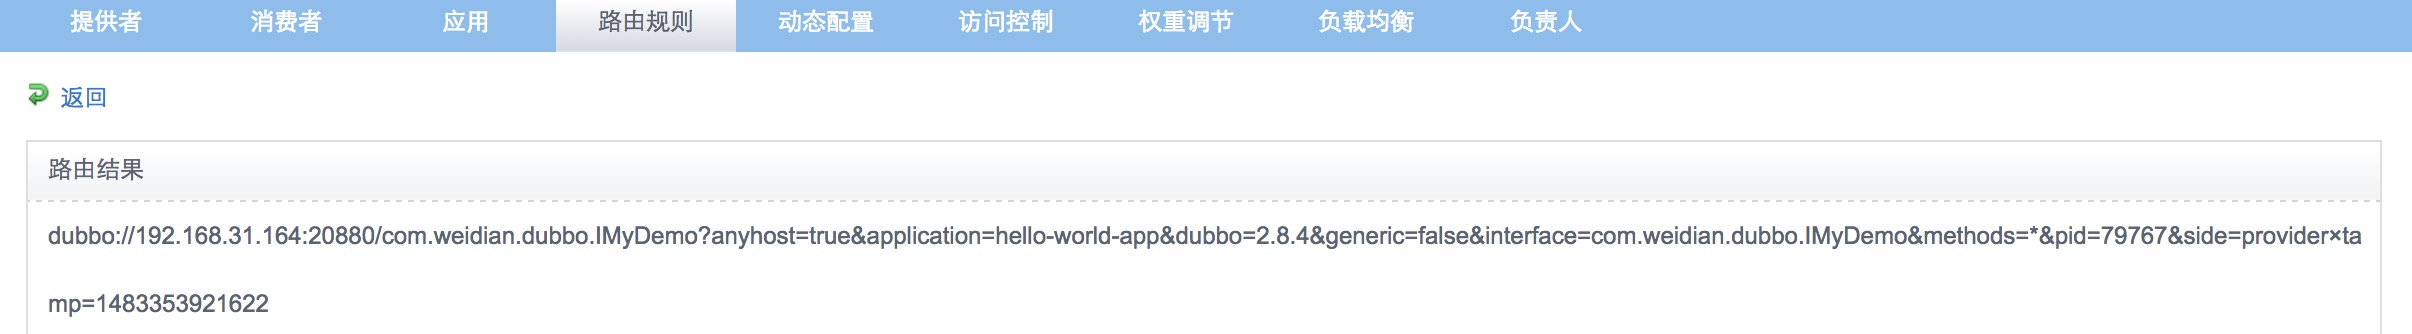 提供者 消费者 应用 路由规则 动态配置 访问控制 权重调节 负载均衡 负责人
返回
路由结果
dubbo://192.168.31.164:20880/com.weidian.dubbo.IMyDemo?anyhost=true&application=hello-world-app&dubbo=2.8.4&generic=false&interface=com.weidian.dubbo.IMyDemo&methods=*&pid=79767&side=provider×ta
mp=1483353921622